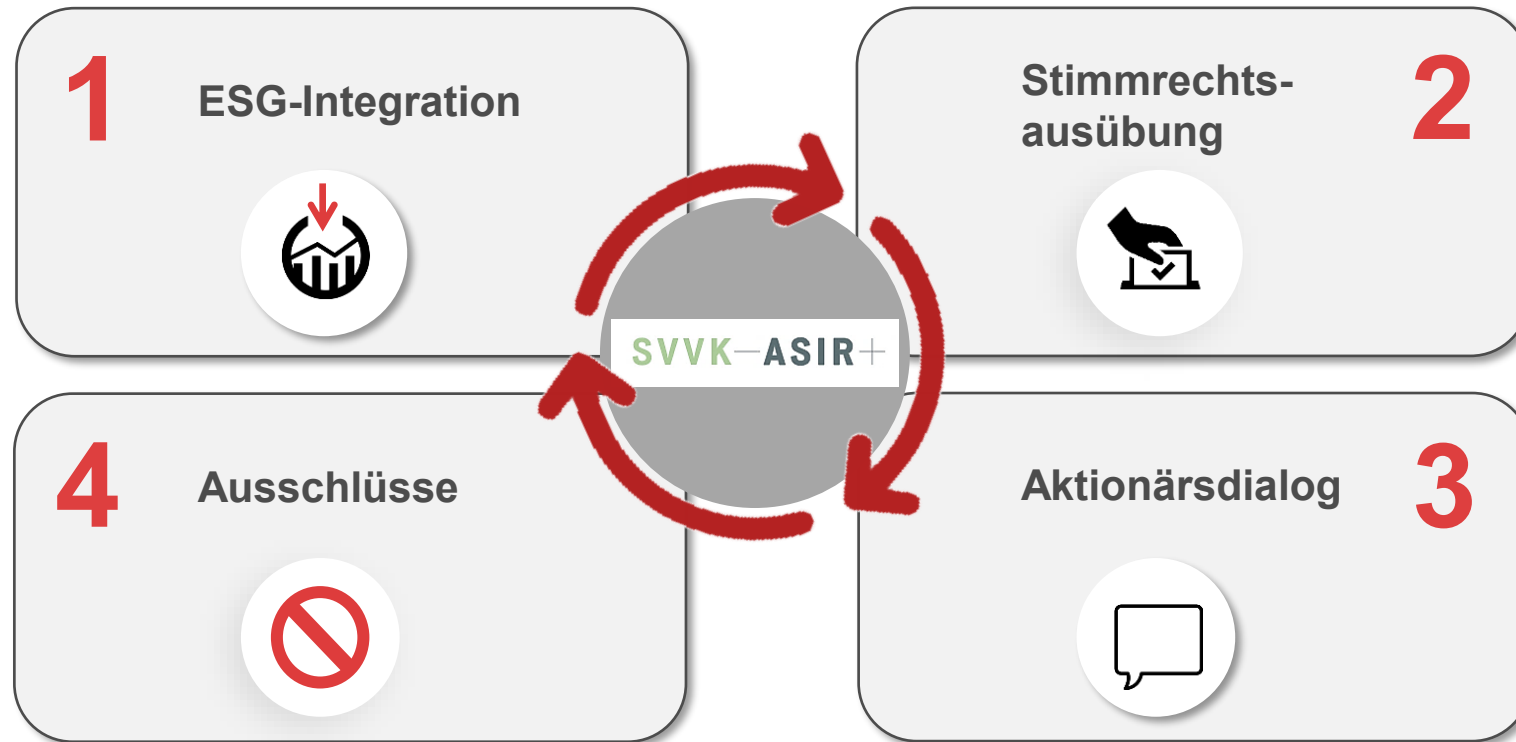 1
ESG-Integration
Stimmrechts-
ausübung
2
SVVK—ASIR+
4
Ausschlüsse
Aktionärsdialog
3